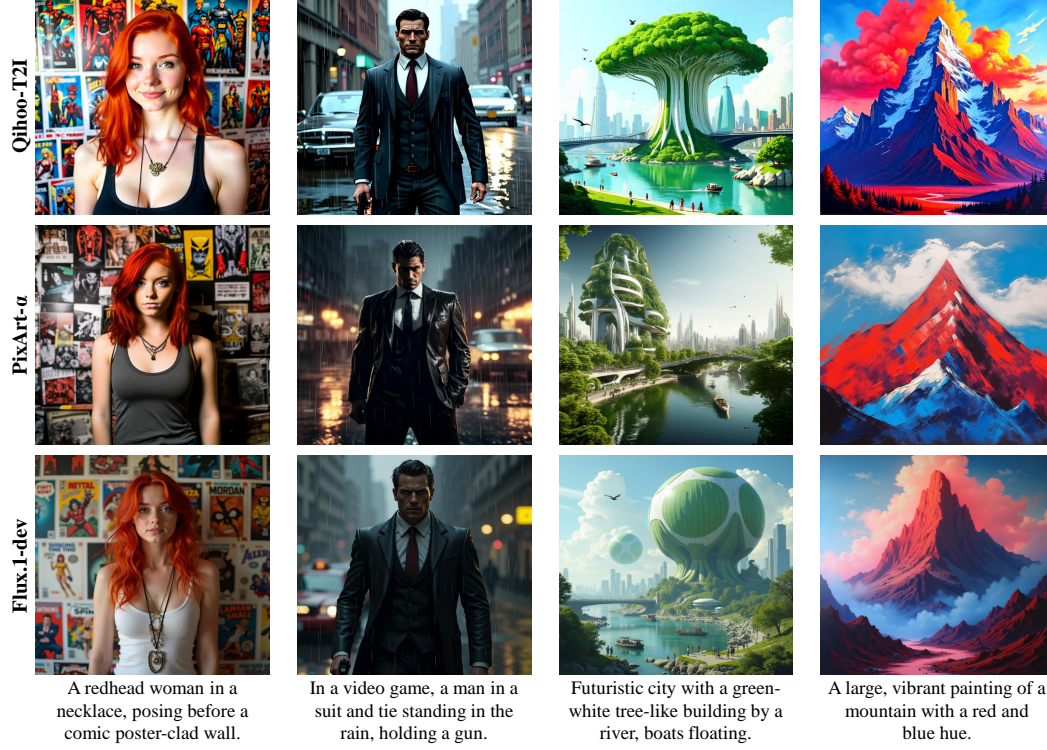 Qihoo-T2I
PixArt-α
Flux.1-dev
MORDAN
A redhead woman in a
necklace, posing before a
comic poster-clad wall.
In a video game, a man in a
suit and tie standing in the
rain, holding a gun.
Futuristic city with a green-
white tree-like building by a
river, boats floating.
A large, vibrant painting of a
mountain with a red and
blue hue.